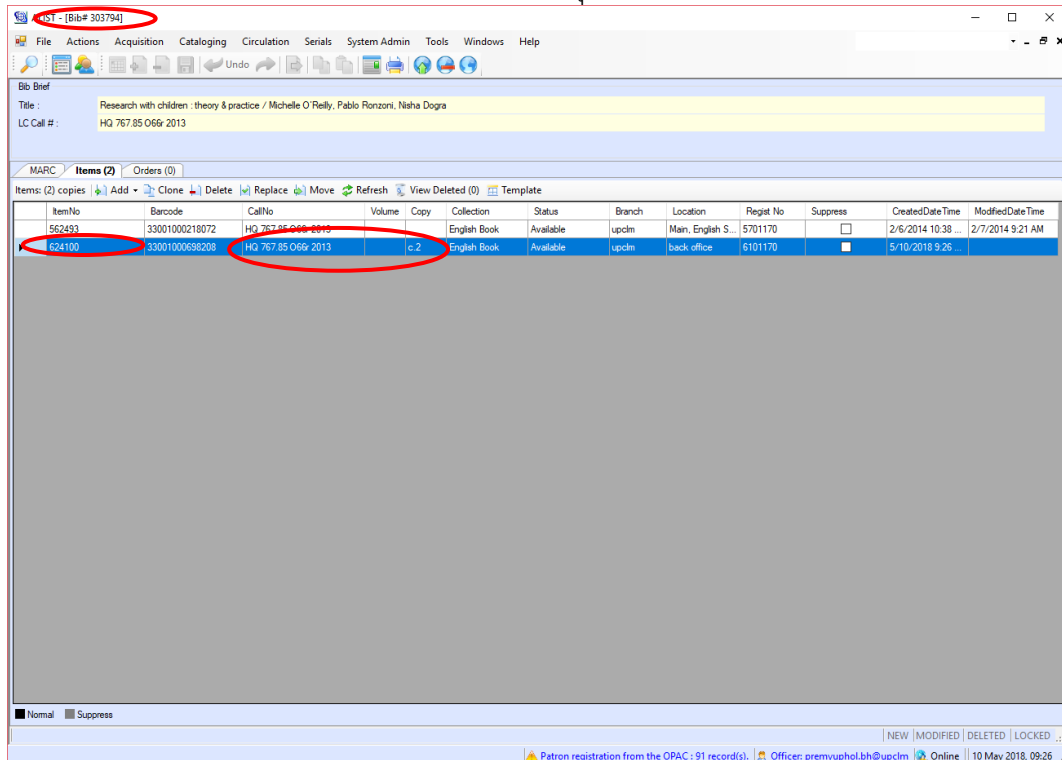 ALIST - [Bib# 303794]
File Actions Acquisition Cataloging Circulation Serials System Admin Tools Windows Help
Undo
Bib Brief
Title : Research with children : theory & practice / Michelle O'Reilly, Pablo Ronzoni, Nisha Dogra
LC Call # : HQ 767.85 O66r 2013
MARC Items (2) Orders (0)
Items: (2) copies Add Clone Delete Replace Move Refresh View Deleted (0) Template
ItemNo Barcode CallNo Volume Copy Collection Status Branch Location Regist No Suppress CreatedDateTime ModifiedDateTime
562493 33001000218072 HQ 767.85 O66r 2013 English Book Available upclm Main, English S... 5701170 2/6/2014 10:38 ... 2/7/2014 9:21 AM
624100 33001000698208 HQ 767.85 O66r 2013 c.2 English Book Available upclm back office 6101170 5/10/2018 9:26 ...
Normal Suppress
NEW MODIFIED DELETED LOCKED
Patron registration from the OPAC : 91 record(s). Officer: premyuphol.bh@upclm Online 10 May 2018, 09:26